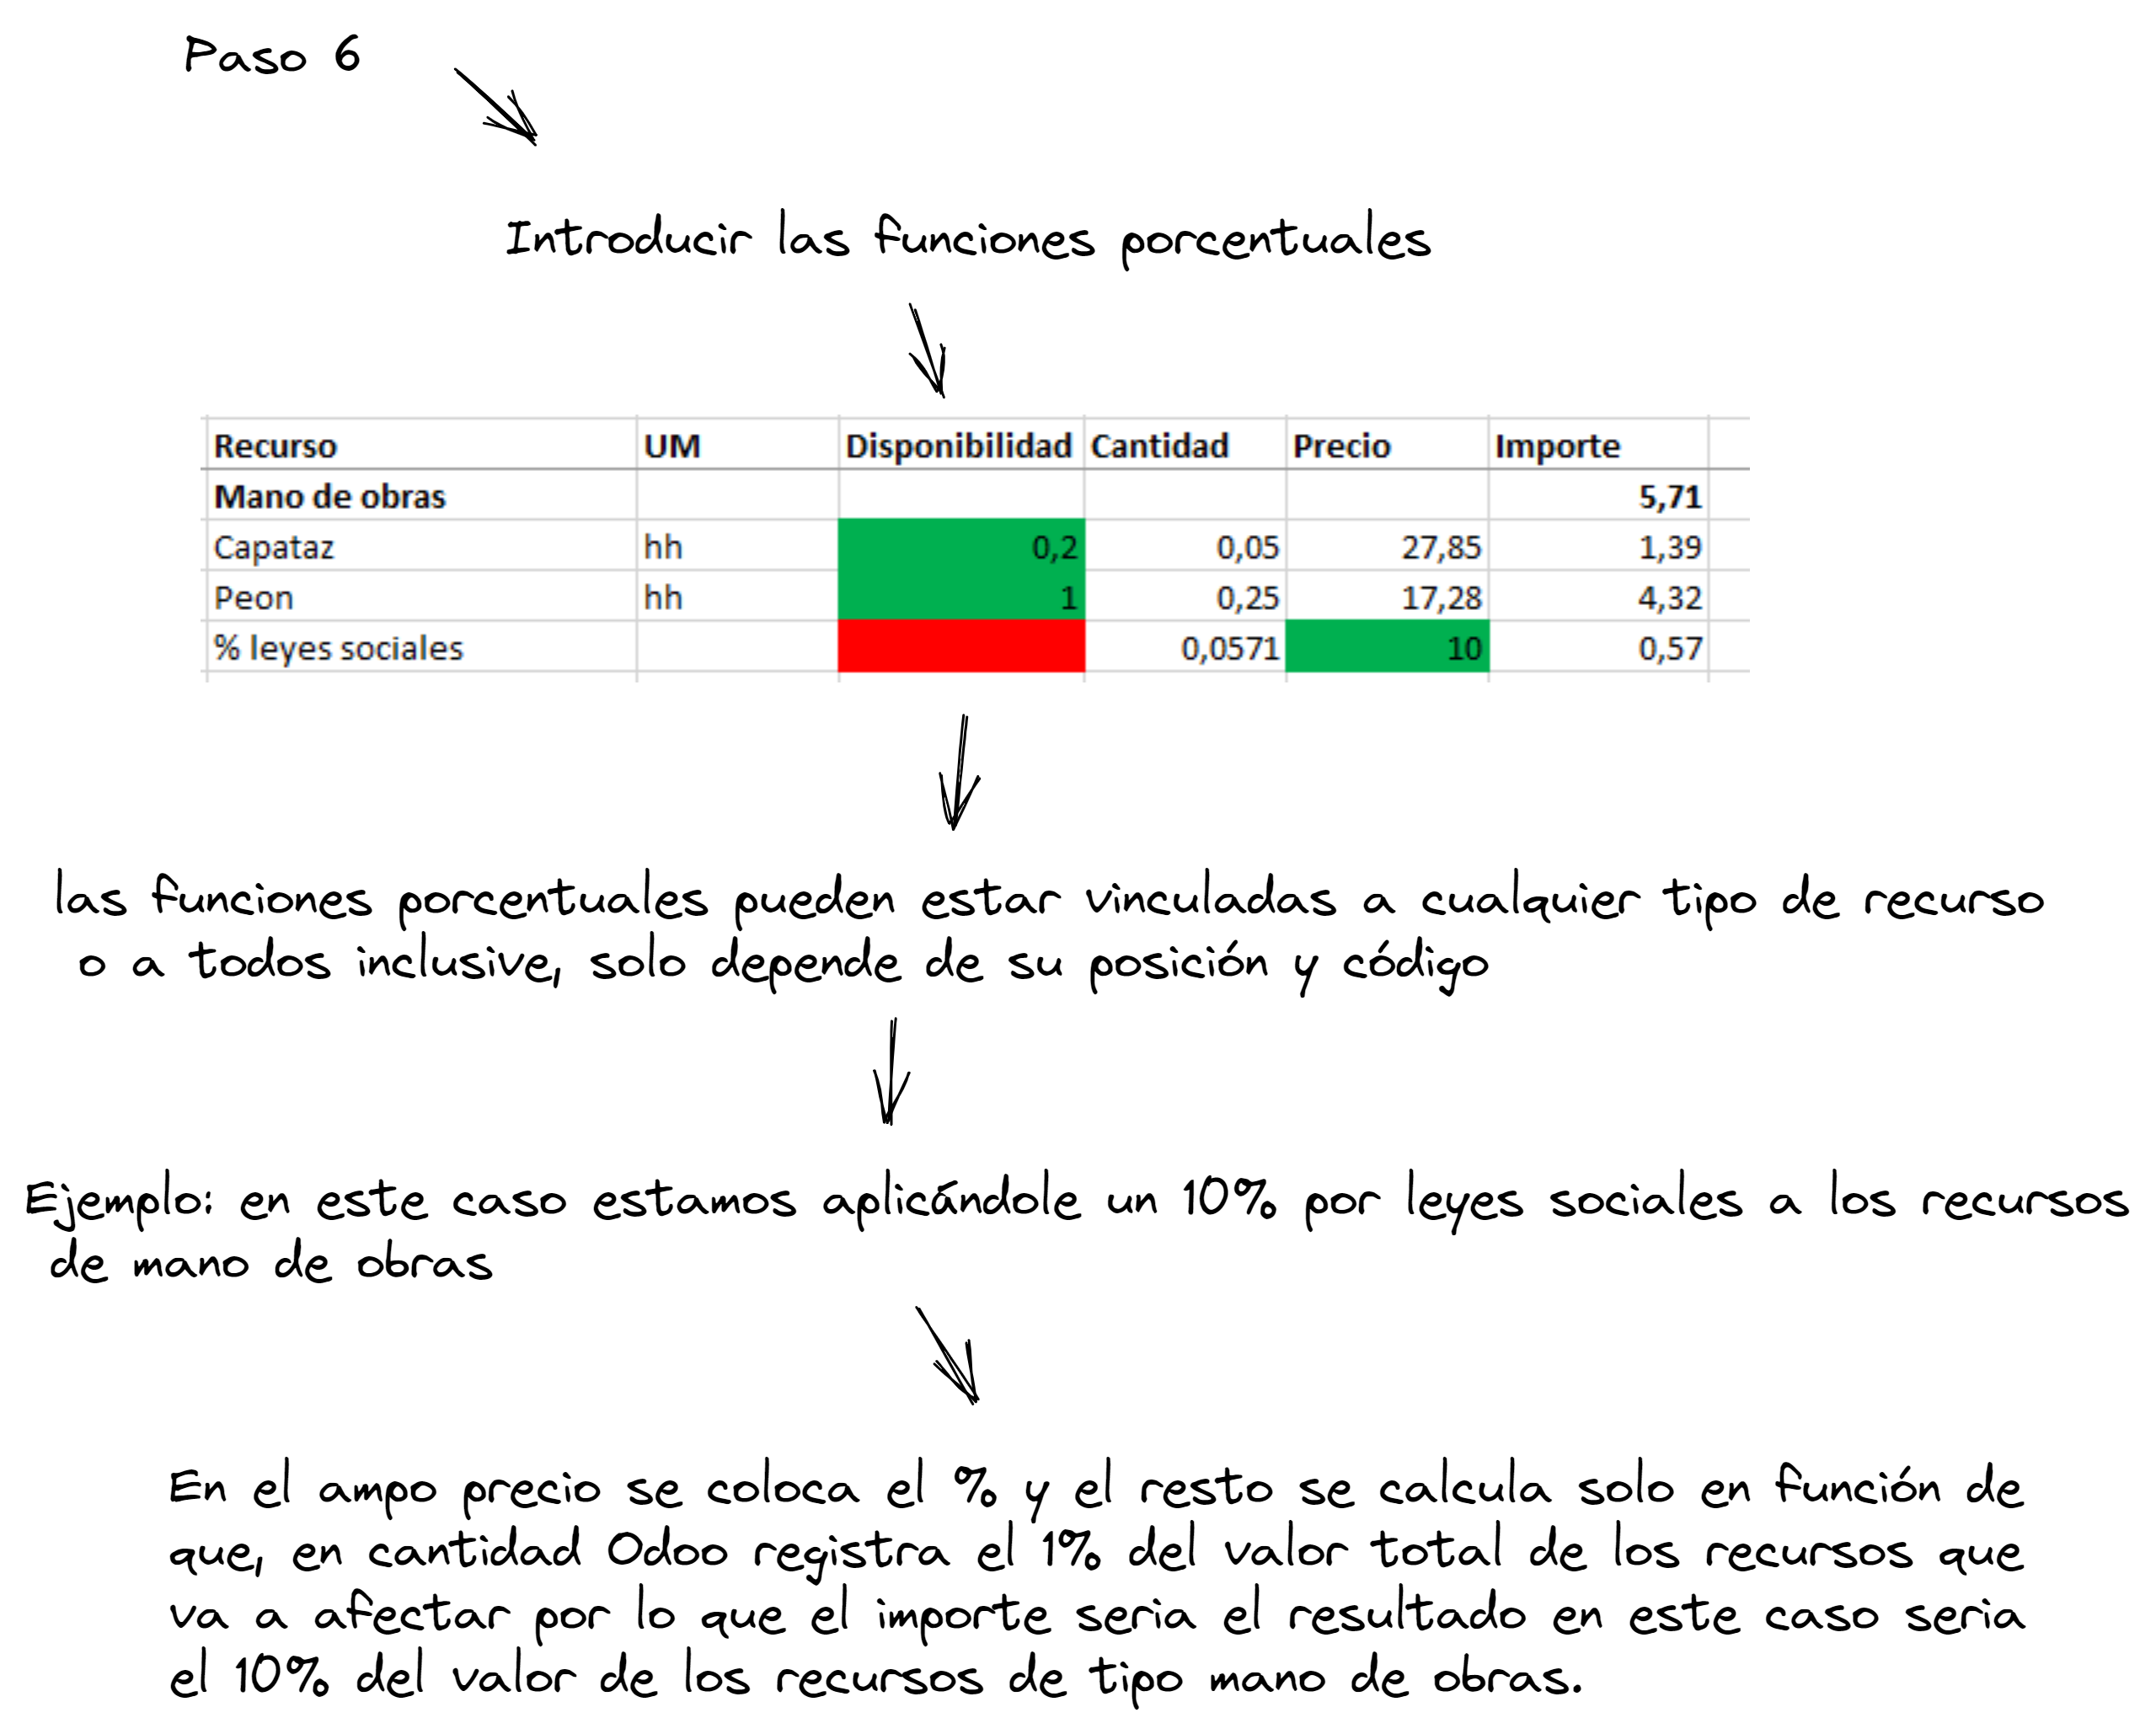 Paso 6
Introducir las funciones porcentuales
Recurso UM Disponibilidad Cantidad Precio Importe
Mano de obras 5,71
Capataz hh 0,2 0,05 27,85 1,39
Peon hh 1 0,25 17,28 4,32
% leyes sociales 0,0571 10 0,57
las funciones porcentuales pueden estar vinculadas a cualquier tipo de recurso
o a todos inclusive, solo depende de su posición y código
Ejemplo: en este caso estamos aplicándole un 10% por leyes sociales a los recursos
de mano de obras
En el ampo precio se coloca el % y el resto se calcula solo en función de
que, en cantidad Odoo registra el 1% del valor total de los recursos que
va a afectar por lo que el importe seria el resultado en este caso seria
el 10% del valor de los recursos de tipo mano de obras.